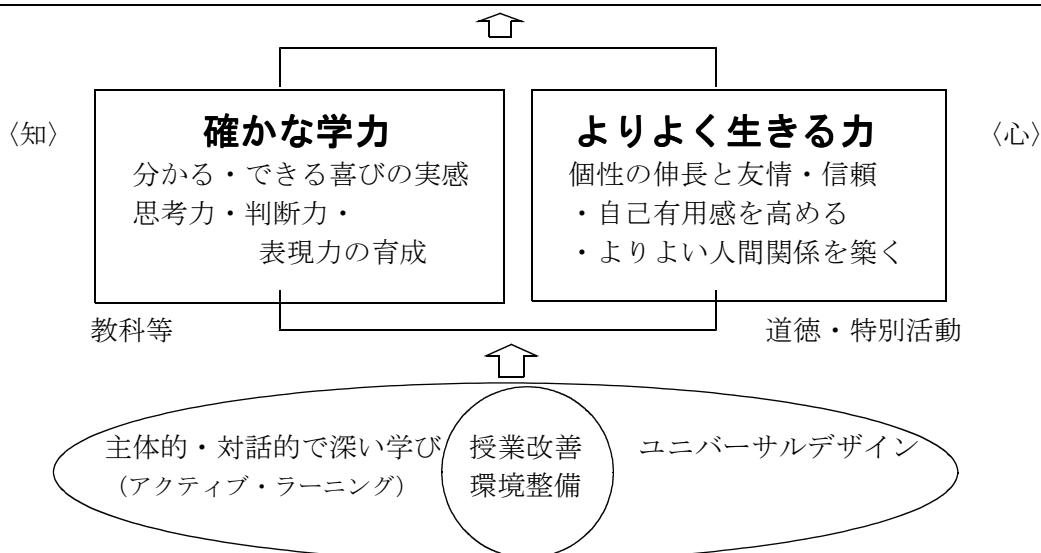 〈知〉
確かな学力
分かる・できる喜びの実感
思考力・判断力・
表現力の育成
よりよく生きる力
個性の伸長と友情・信頼
・自己有用感を高める
・よりよい人間関係を築く
〈心〉
教科等
道徳・特別活動
主体的・対話的で深い学び
（アクティブ・ラーニング）
授業改善
環境整備
ユニバーサルデザイン